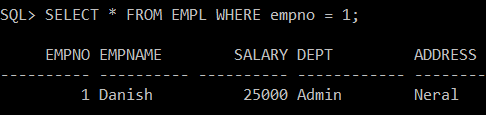 SQL> SELECT * FROM EMPL WHERE empno = 1;
EMPNO EMPNAME SALARY DEPT ADDRESS
---------- ---------- ---------- ----------- --------
1 Danish 25000 Admin Neral